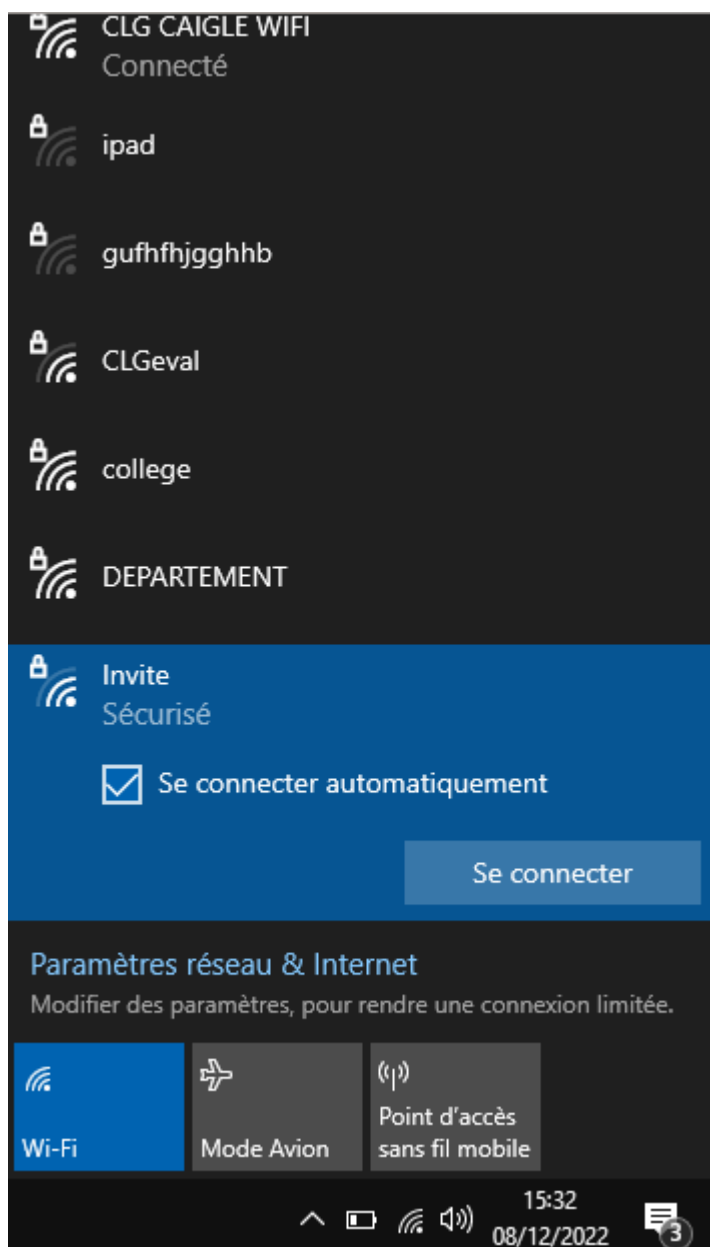 CLG CAIGLE WIFI
Connecté
ipad
gufhfhjgghhb
CLGeval
college
DEPARTEMENT
Invite
Sécurisé
Se connecter automatiquement
Se connecter
Paramètres réseau & Internet
Modifier des paramètres, pour rendre une connexion limitée.
Wi-Fi
Mode Avion
Point d'accès
sans fil mobile
15:32
08/12/2022
3